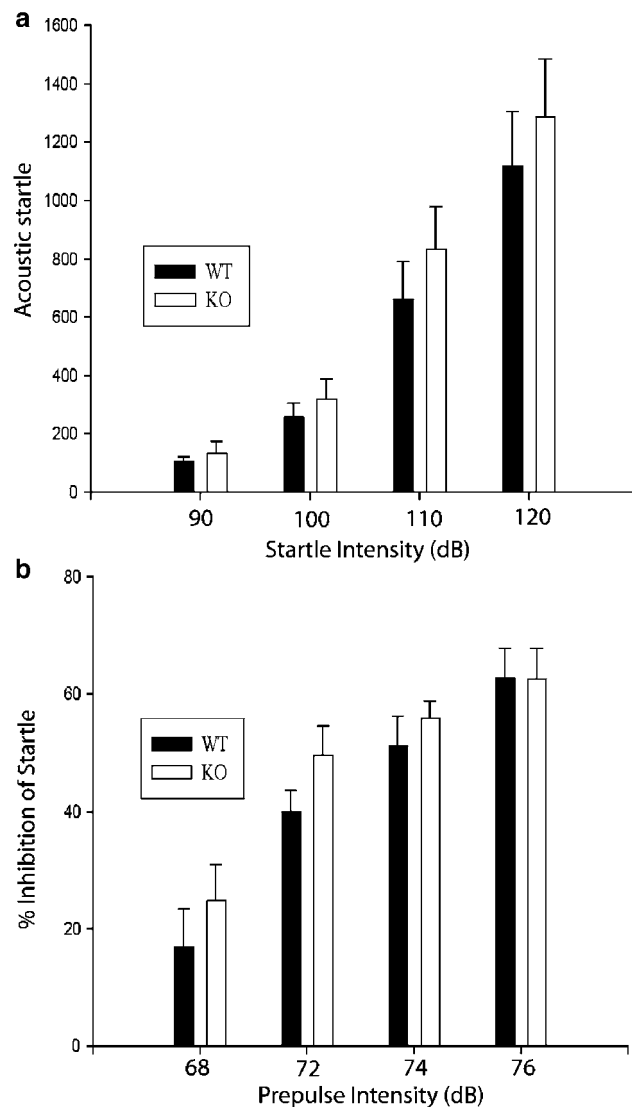 a
1600
1400
1200
1000
800
600
400
200
0
Acoustic startle
WT
KO
90 100 110 120
Startle Intensity (dB)
b
80
60
40
20
0
% Inhibition of Startle
WT
KO
68 72 74 76
Prepulse Intensity (dB)